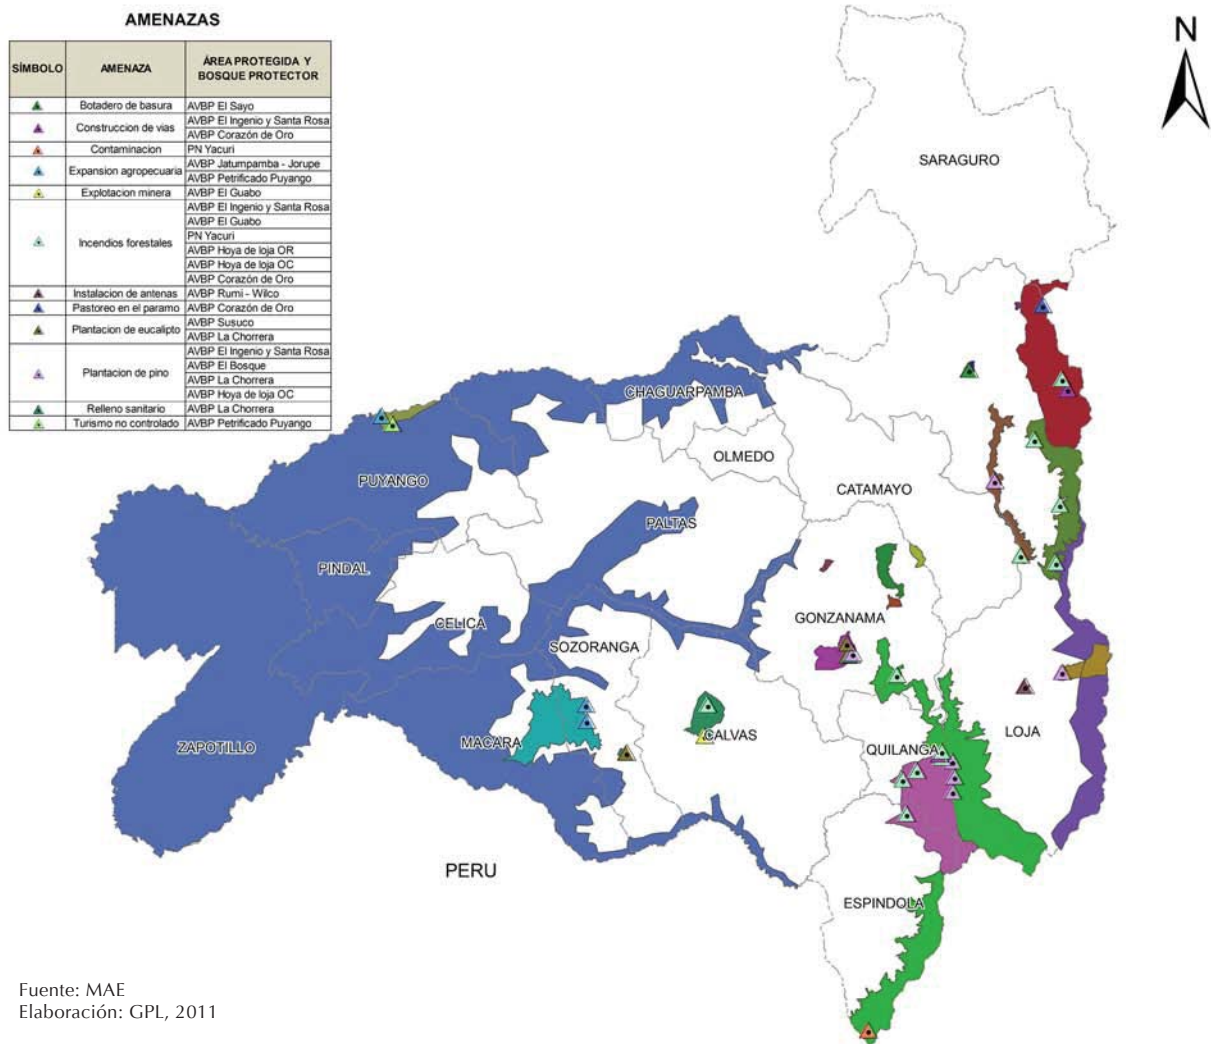 AMENAZAS
N
SÍMBOLO AMENAZA ÁREA PROTEGIDA Y
BOSQUE PROTECTOR
Botadero de basura AVBP El Sayo
Construccion de vias AVBP El Ingenio y Santa Rosa
AVBP Corazón de Oro
Contaminacion PN Yacuri
Expansion agropecuaria AVBP Jatumpamba - Jorupe
AVBP Petrificado Puyango
Explotacion minera AVBP El Guabo
Incendios forestales AVBP El Ingenio y Santa Rosa
AVBP El Guabo
PN Yacuri
AVBP Hoya de loja OR
AVBP Hoya de loja OC
AVBP Corazón de Oro
Instalacion de antenas AVBP Rumi - Wilco
Pastoreo en el paramo AVBP Corazón de Oro
Plantacion de eucalipto AVBP Susuco
AVBP La Chorrera
Plantacion de pino AVBP El Ingenio y Santa Rosa
AVBP El Bosque
AVBP La Chorrera
AVBP Hoya de loja OC
Relleno sanitario AVBP La Chorrera
Turismo no controlado AVBP Petrificado Puyango
SARAGURO
CHAGUARPAMBA
OLMEDO
PUYANGO
CATAMAYO
PALTAS
PINDAL
CELICA
GONZANAMA
SOZORANGA
LOJA
CALVAS
MACARA
ZAPOTILLO
QUILANGA
PERU
ESPINDOLA
Fuente: MAE
Elaboración: GPL, 2011